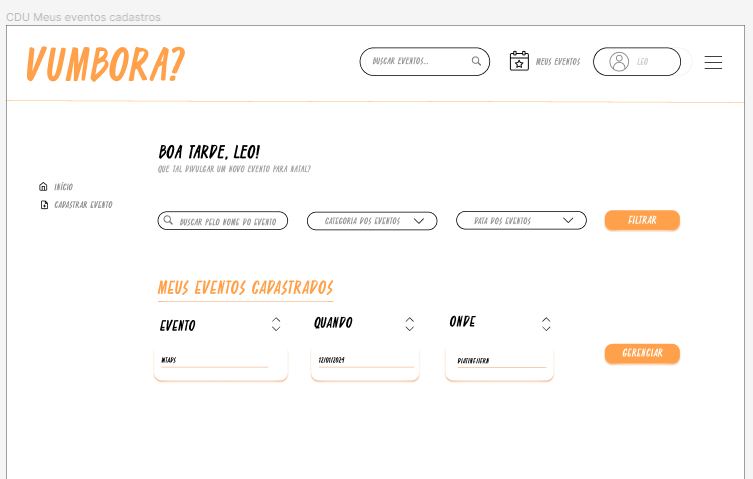 CDU Meus eventos cadastros
VUMBORA?
BUSCAR EVENTOS...
MEUS EVENTOS
LEO
BOA TARDE, LEO!
QUE TAL DIVULGAR UM NOVO EVENTO PARA NATAL?
INÍCIO
CADASTRAR EVENTO
BUSCAR PELO NOME DO EVENTO
CATEGORIA DOS EVENTOS
DATA DOS EVENTOS
FILTRAR
MEUS EVENTOS CADASTRADOS
EVENTO
QUANDO
ONDE
GERENCIAR
12/01/2024